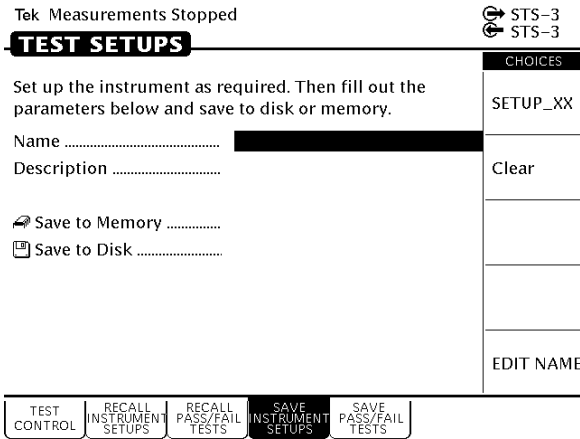 Tek Measurements Stopped
STS-3
STS-3
TEST SETUPS
CHOICES
Set up the instrument as required. Then fill out the
parameters below and save to disk or memory.
Name ........................................
Description ............................
Save to Memory ..............
Save to Disk ......................
SETUP_XX
Clear
EDIT NAME
TEST
CONTROL
RECALL
INSTRUMENT
SETUPS
RECALL
PASS/FAIL
TESTS
SAVE
INSTRUMENT
SETUPS
SAVE
PASS/FAIL
TESTS